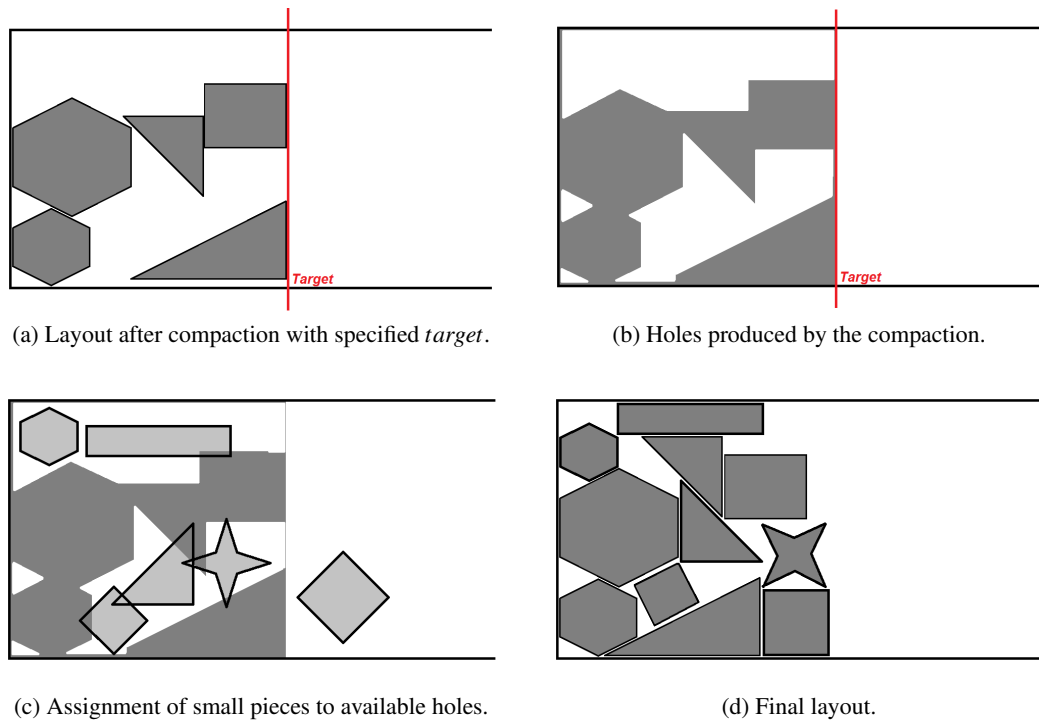 Target
Target
(a) Layout after compaction with specified target.
(b) Holes produced by the compaction.
(c) Assignment of small pieces to available holes.
(d) Final layout.